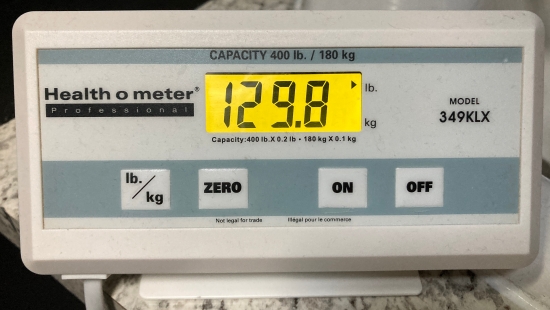 CAPACITY 400 lb. / 180 kg
Health o meter®
Professional
129.8
lb.
kg
Capacity:400 lb.X 0.2 lb - 180 kg X 0.1 kg
MODEL
349KLX
lb./kg
ZERO
ON
OFF
Not legal for trade
Illégal pour le commerce